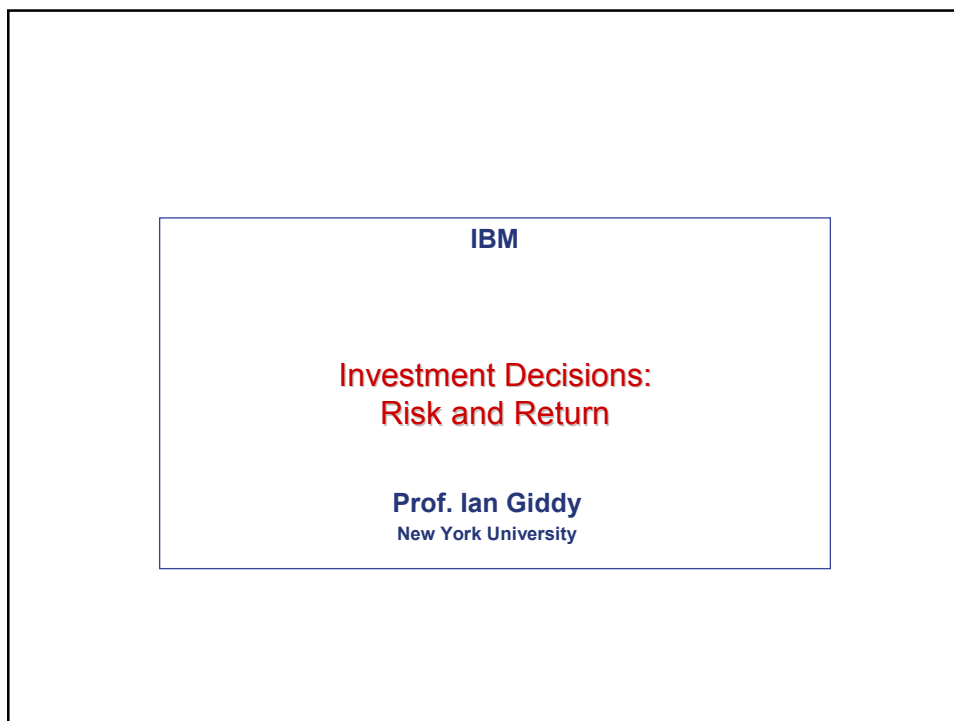 IBM
Investment Decisions:
Risk and Return
Prof. Ian Giddy
New York University